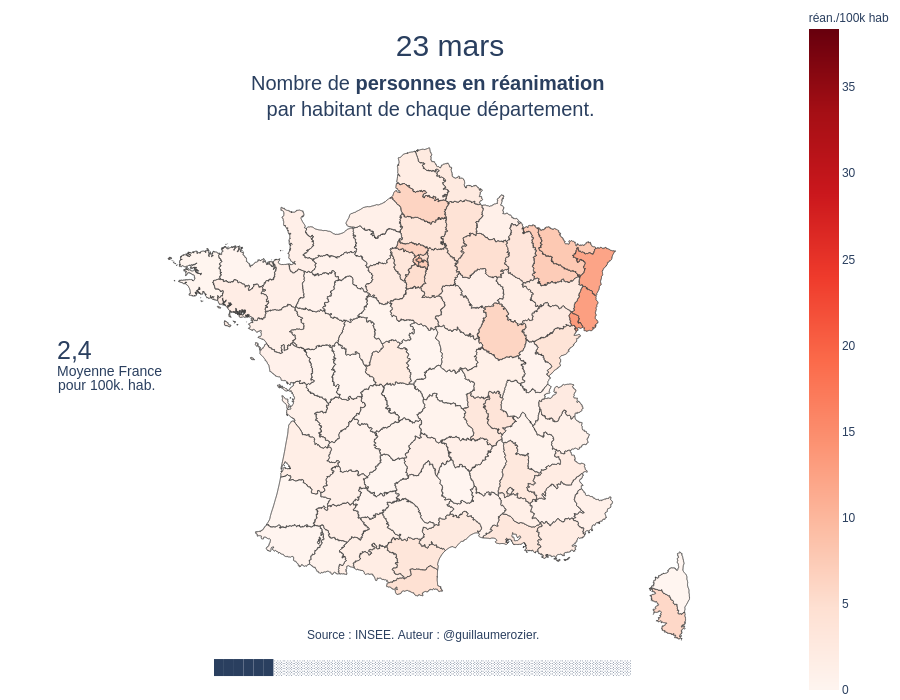 réan./100k hab
23 mars
Nombre de personnes en réanimation
par habitant de chaque département.
35
30
25
20
15
10
5
0
2,4
Moyenne France
pour 100k. hab.
Source : INSEE. Auteur : @guillaumerozier.